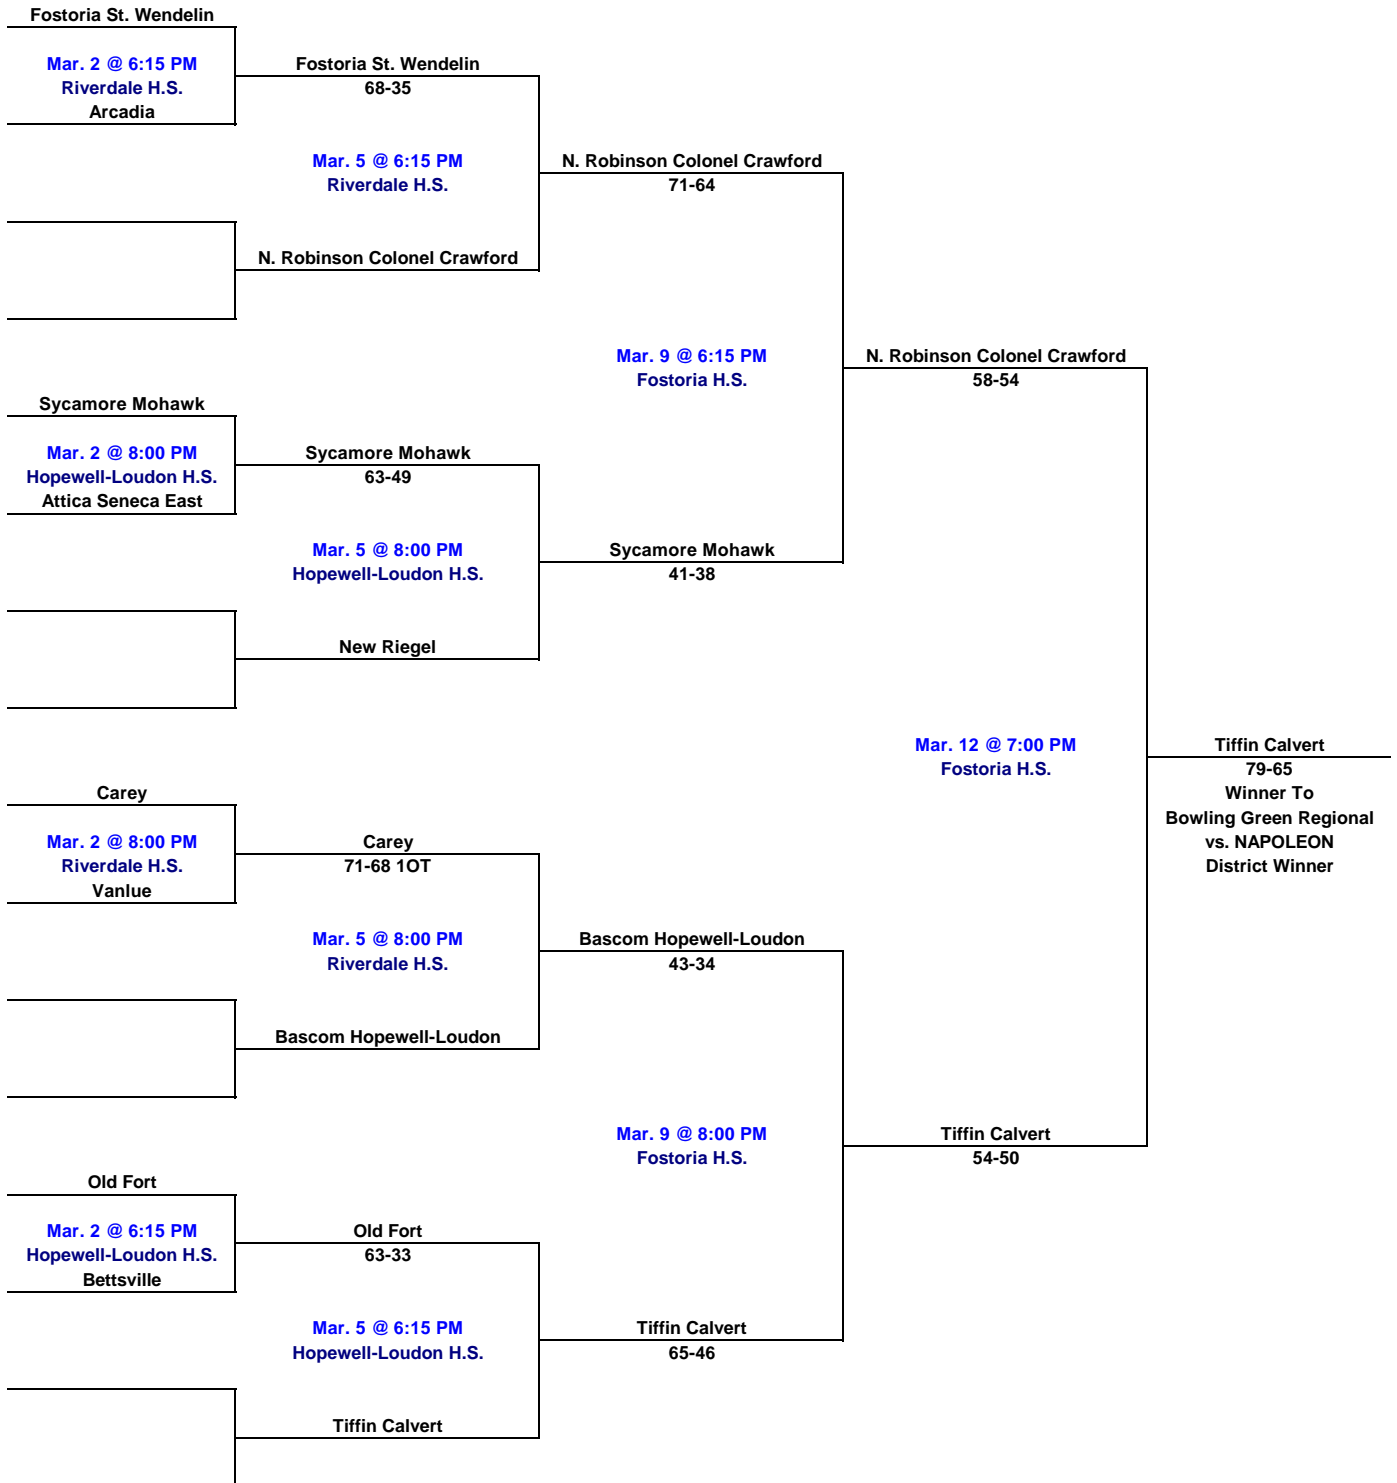 Fostoria St. Wendelin
Mar. 2 @ 6:15 PM
Riverdale H.S.
Arcadia
Fostoria St. Wendelin
68-35
Mar. 5 @ 6:15 PM
Riverdale H.S.
N. Robinson Colonel Crawford
N. Robinson Colonel Crawford
71-64
Mar. 9 @ 6:15 PM
Fostoria H.S.
N. Robinson Colonel Crawford
58-54
Sycamore Mohawk
Mar. 2 @ 8:00 PM
Hopewell-Loudon H.S.
Attica Seneca East
Sycamore Mohawk
63-49
Mar. 5 @ 8:00 PM
Hopewell-Loudon H.S.
New Riegel
Sycamore Mohawk
41-38
Mar. 12 @ 7:00 PM
Fostoria H.S.
Tiffin Calvert
79-65
Winner To
Bowling Green Regional
vs. NAPOLEON
District Winner
Carey
Mar. 2 @ 8:00 PM
Riverdale H.S.
Vanlue
Carey
71-68 1OT
Mar. 5 @ 8:00 PM
Riverdale H.S.
Bascom Hopewell-Loudon
Bascom Hopewell-Loudon
43-34
Mar. 9 @ 8:00 PM
Fostoria H.S.
Tiffin Calvert
54-50
Old Fort
Mar. 2 @ 6:15 PM
Hopewell-Loudon H.S.
Bettsville
Old Fort
63-33
Mar. 5 @ 6:15 PM
Hopewell-Loudon H.S.
Tiffin Calvert
Tiffin Calvert
65-46